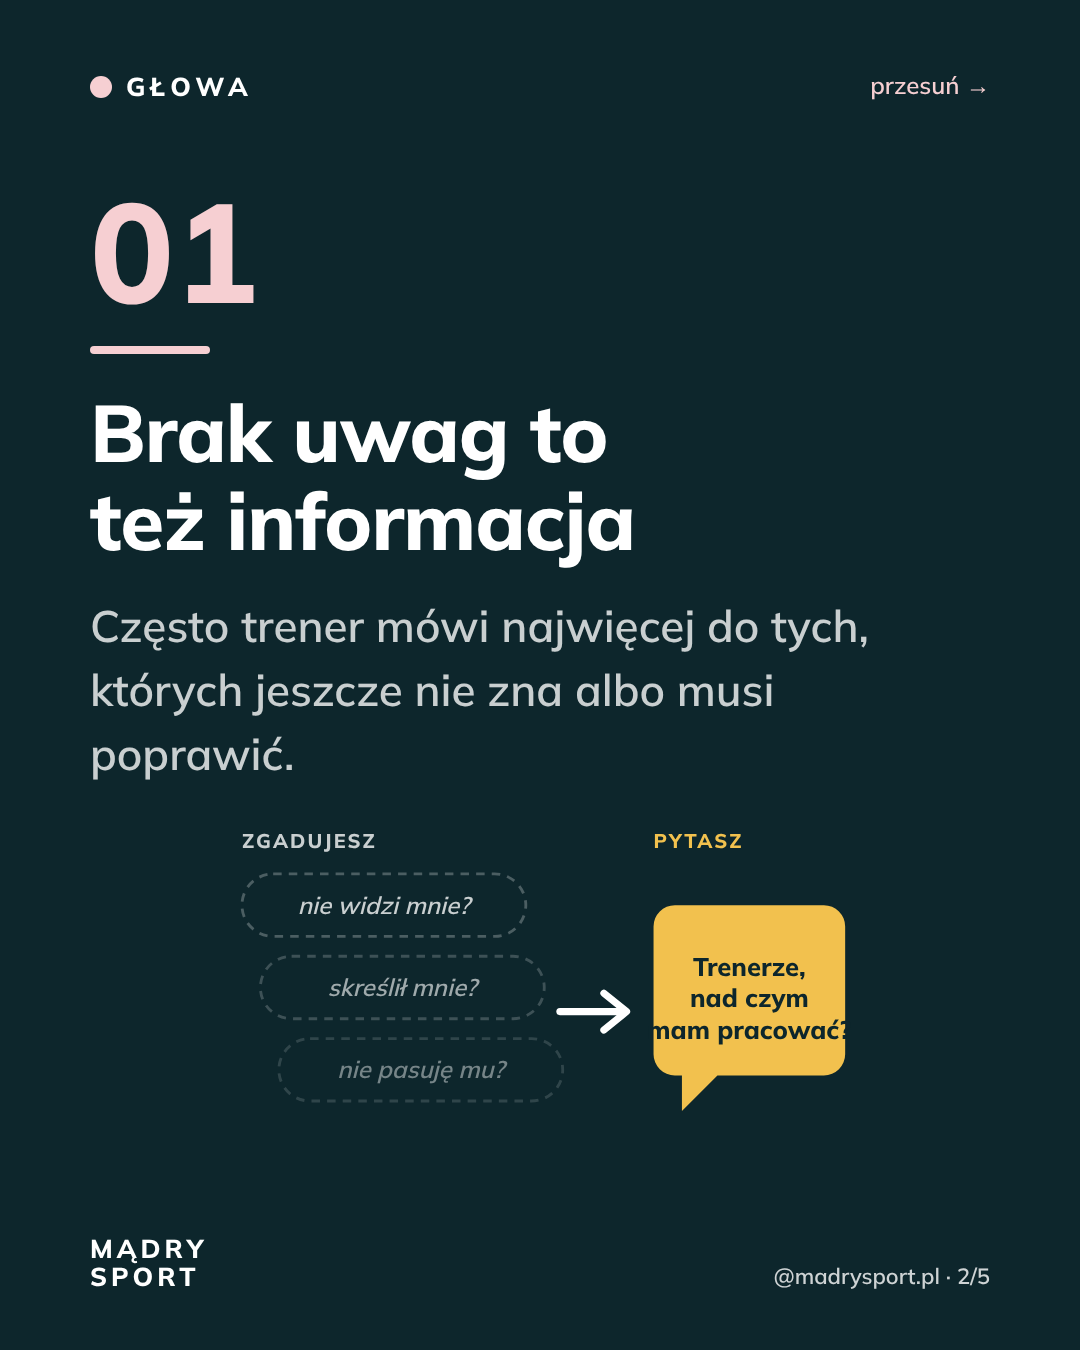 GŁOWA
przesuń →
01
Brak uwag to
też informacja
Często trener mówi najwięcej do tych,
których jeszcze nie zna albo musi
poprawić.
ZGADUJESZ
nie widzi mnie?
skreślił mnie?
nie pasuję mu?
PYTASZ
Trenerze,
nad czym
mam pracować?
MĄDRY
SPORT
@madrysport.pl · 2/5